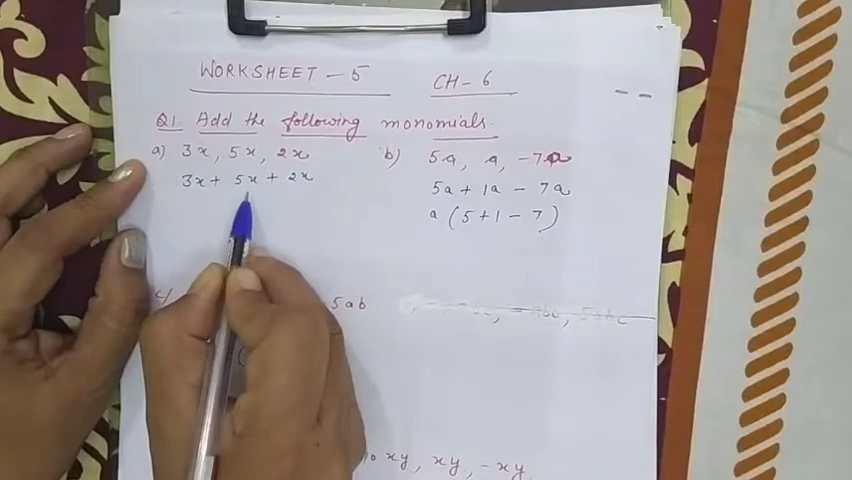 WORKSHEET - 5 CH - 6
Q1. Add the following monomials.
a) 3x, 5x, 2x
3x + 5x + 2x
b) 5a, a, -7a
5a + 1a - 7a
a (5+1-7)
c) 5ab
xy, xy, -xy